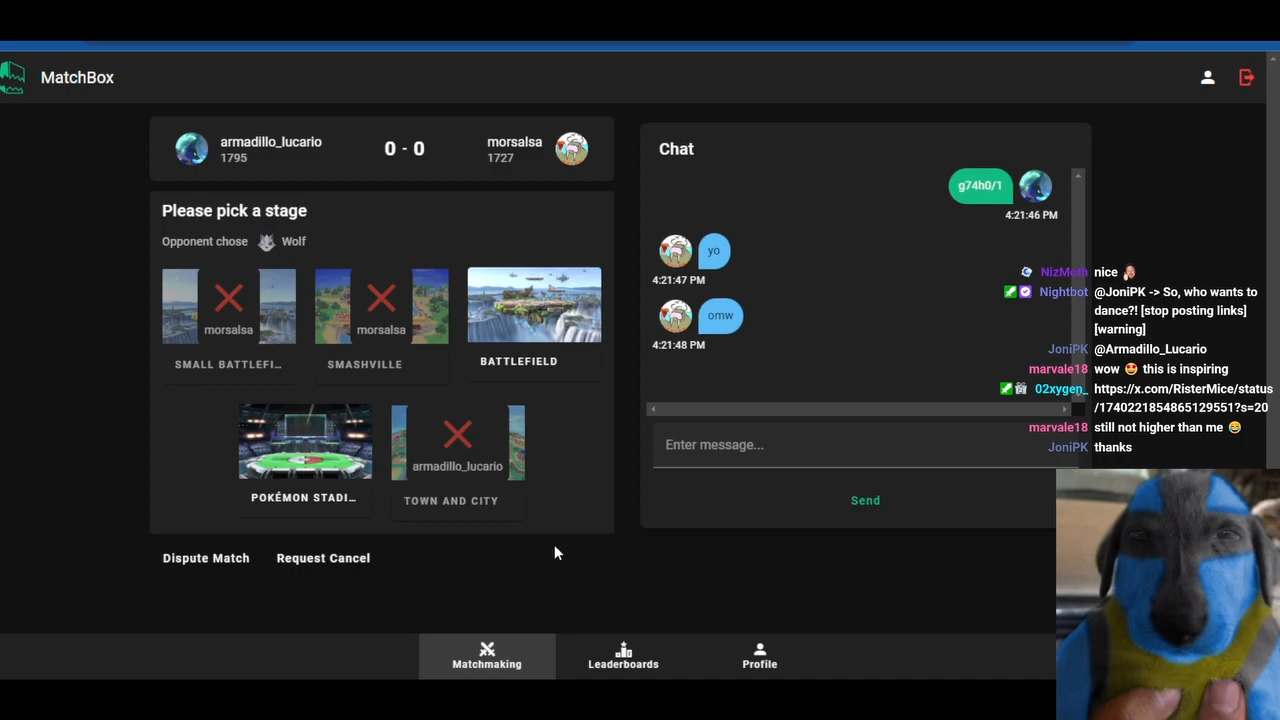 MatchBox
armadillo_lucario
1795
0 - 0
morsalsa
1727
Please pick a stage
Opponent chose Wolf
morsalsa
SMALL BATTLEFI...
morsalsa
SMASHVILLE
BATTLEFIELD
POKÉMON STADI...
armadillo_lucario
TOWN AND CITY
Dispute Match
Request Cancel
Chat
g74h0/1
4:21:46 PM
yo
4:21:47 PM
omw
4:21:48 PM
Enter message...
Send
NizMoth nice
Nightbot @JoniPK -> So, who wants to
dance?! [stop posting links]
[warning]
JoniPK @Armadillo_Lucario
marvale18 wow 🤩 this is inspiring
02xygen_ https://x.com/RisterMice/status
/1740221854865129551?s=20
marvale18 still not higher than me 😅
JoniPK thanks
Matchmaking
Leaderboards
Profile